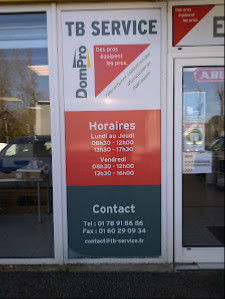 TB SERVICE
DomPro
Des pros
équipent
les pros.
Horaires
Lundi au Jeudi
08h30 - 12h00
13h30 - 17h30
Vendredi
08h30 - 12h00
13h30 - 16h00
Contact
Tel : 01 78 91 86 86
Fax : 01 60 29 09 34
contact@tb-service.fr